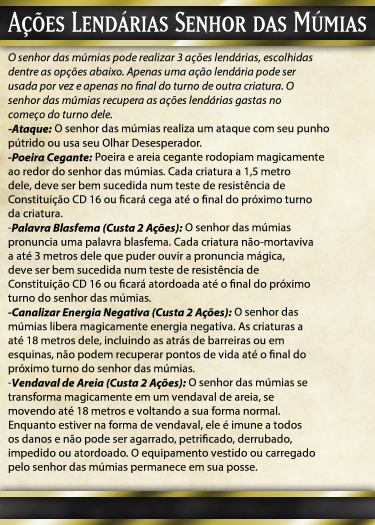 Ações Lendárias Senhor das Múmias
O senhor das múmias pode realizar 3 ações lendárias, escolhidas
dentre as opções abaixo. Apenas uma ação lendária pode ser
usada por vez e apenas no final do turno de outra criatura. O
senhor das múmias recupera as ações lendárias gastas no
começo do turno dele.
-Ataque: O senhor das múmias realiza um ataque com seu punho
pútrido ou usa seu Olhar Desesperador.
-Poeira Cegante: Poeira e areia cegante rodopiam magicamente
ao redor do senhor das múmias. Cada criatura a 1,5 metro
dele, deve ser bem sucedida num teste de resistência de
Constituição CD 16 ou ficará cega até o final do próximo turno
da criatura.
-Palavra Blasfema (Custa 2 Ações): O senhor das múmias
pronuncia uma palavra blasfema. Cada criatura não-mortaviva
a até 3 metros dele que puder ouvir a pronuncia mágica,
deve ser bem sucedida num teste de resistência de
Constituição CD 16 ou ficará atordoada até o final do próximo
turno do senhor das múmias.
-Canalizar Energia Negativa (Custa 2 Ações): O senhor das
múmias libera magicamente energia negativa. As criaturas a
até 18 metros dele, incluindo as atrás de barreiras ou em
esquinas, não podem recuperar pontos de vida até o final do
próximo turno do senhor das múmias.
-Vendaval de Areia (Custa 2 Ações): O senhor das múmias se
transforma magicamente em um vendaval de areia, se
movendo até 18 metros e voltando a sua forma normal.
Enquanto estiver na forma de vendaval, ele é imune a todos
os danos e não pode ser agarrado, petrificado, derrubado,
impedido ou atordoado. O equipamento vestido ou carregado
pelo senhor das múmias permanece em sua posse.